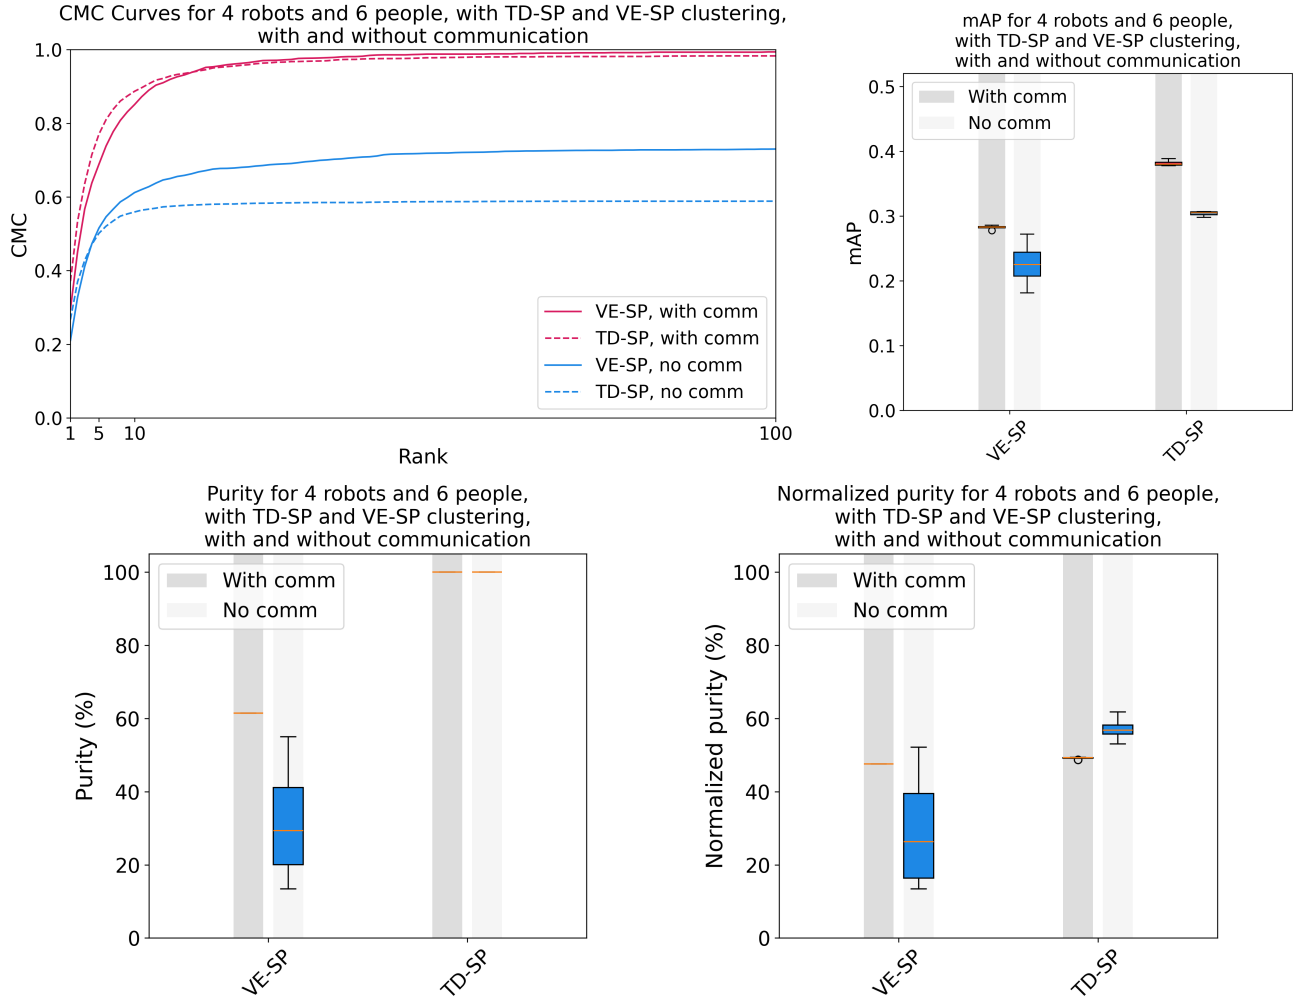 CMC Curves for 4 robots and 6 people, with TD-SP and VE-SP clustering,
with and without communication
1.0
0.8
0.6
0.4
0.2
0.0
CMC
1 5 10 100
Rank
VE-SP, with comm
TD-SP, with comm
VE-SP, no comm
TD-SP, no comm
mAP for 4 robots and 6 people,
with TD-SP and VE-SP clustering,
with and without communication
0.5
0.4
0.3
0.2
0.1
0.0
mAP
With comm
No comm
VE-SP
TD-SP
Purity for 4 robots and 6 people,
with TD-SP and VE-SP clustering,
with and without communication
100
80
60
40
20
0
Purity (%)
With comm
No comm
VE-SP
TD-SP
Normalized purity for 4 robots and 6 people,
with TD-SP and VE-SP clustering,
with and without communication
100
80
60
40
20
0
Normalized purity (%)
With comm
No comm
VE-SP
TD-SP